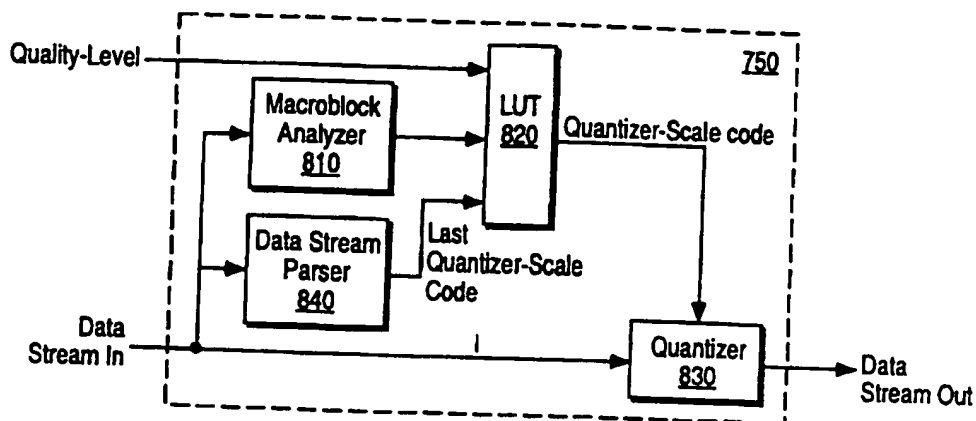 Quality-Level
750
Macroblock
Analyzer
810
LUT
820
Quantizer-Scale code
Data Stream
Parser
840
Last
Quantizer-Scale
Code
Data
Stream In
Quantizer
830
Data
Stream Out